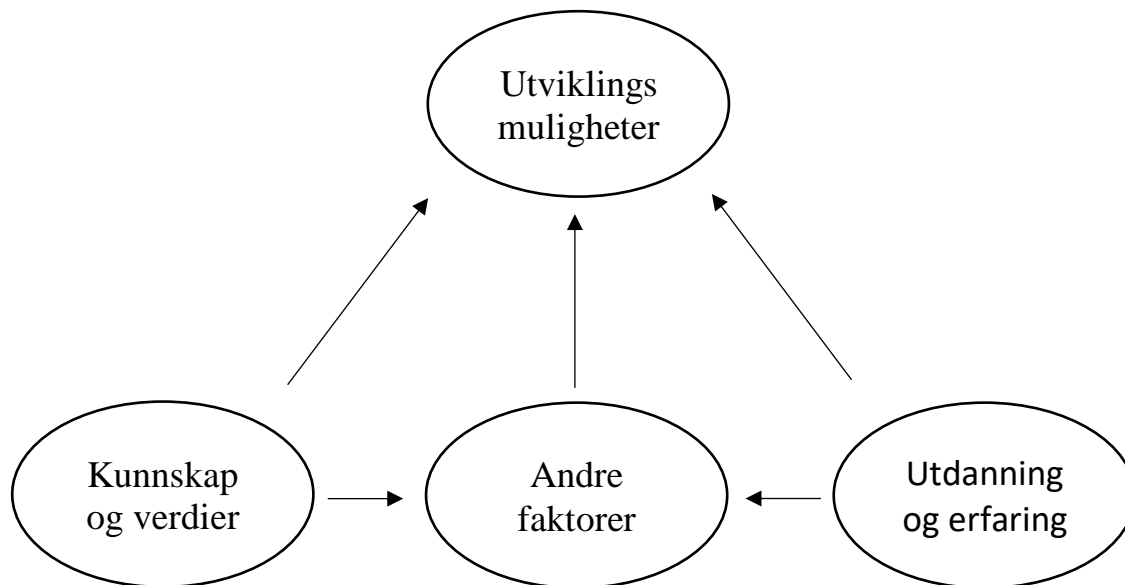 Utviklings
muligheter
Kunnskap
og verdier
Andre
faktorer
Utdanning
og erfaring